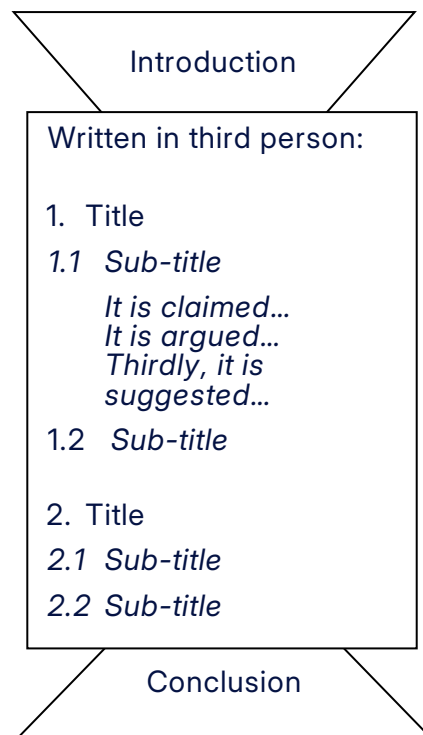 Introduction
Written in third person:
1. Title
1.1 Sub-title
It is claimed...
It is argued...
Thirdly, it is
suggested...
1.2 Sub-title
2. Title
2.1 Sub-title
2.2 Sub-title
Conclusion